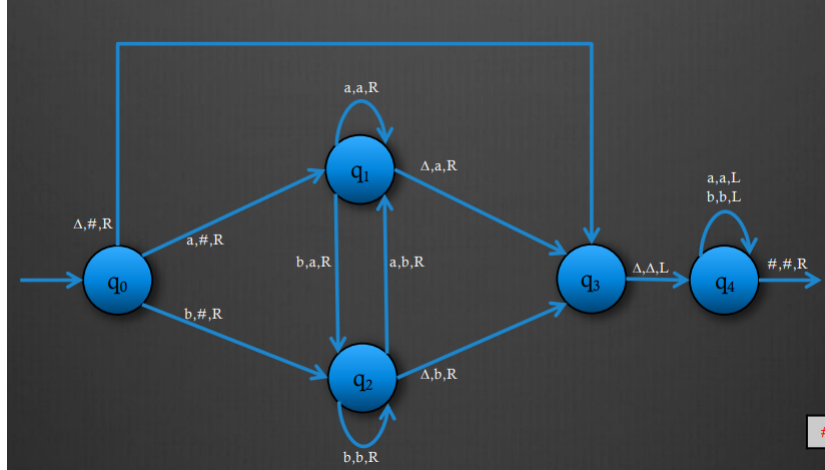 a,a,R
q1
Δ,a,R
a,a,L
b,b,L
Δ,#,R
a,#,R
b,a,R
a,b,R
q0
q3
Δ,Δ,L
q4
#,#,R
b,#,R
q2
Δ,b,R
b,b,R
#